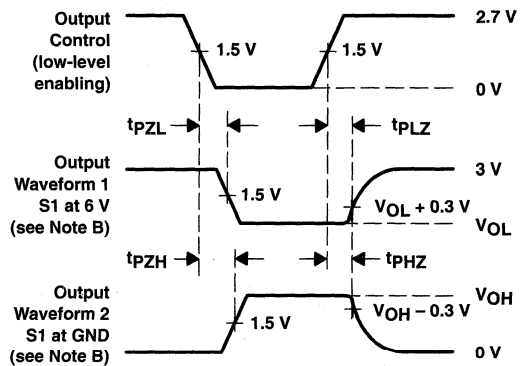 Output
Control
(low-level
enabling)
1.5 V
1.5 V
2.7 V
0 V
tPZL
tPLZ
Output
Waveform 1
S1 at 6 V
(see Note B)
1.5 V
3 V
VOL + 0.3 V
VOL
tPZH
tPHZ
Output
Waveform 2
S1 at GND
(see Note B)
1.5 V
VOH
VOH – 0.3 V
0 V